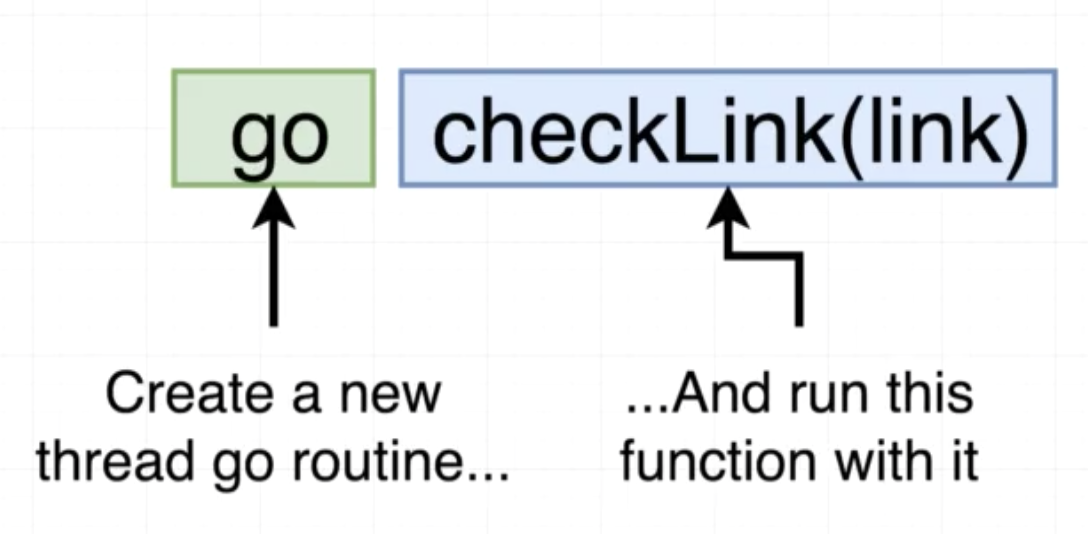 go checkLink(link)
Create a new
thread go routine...
...And run this
function with it